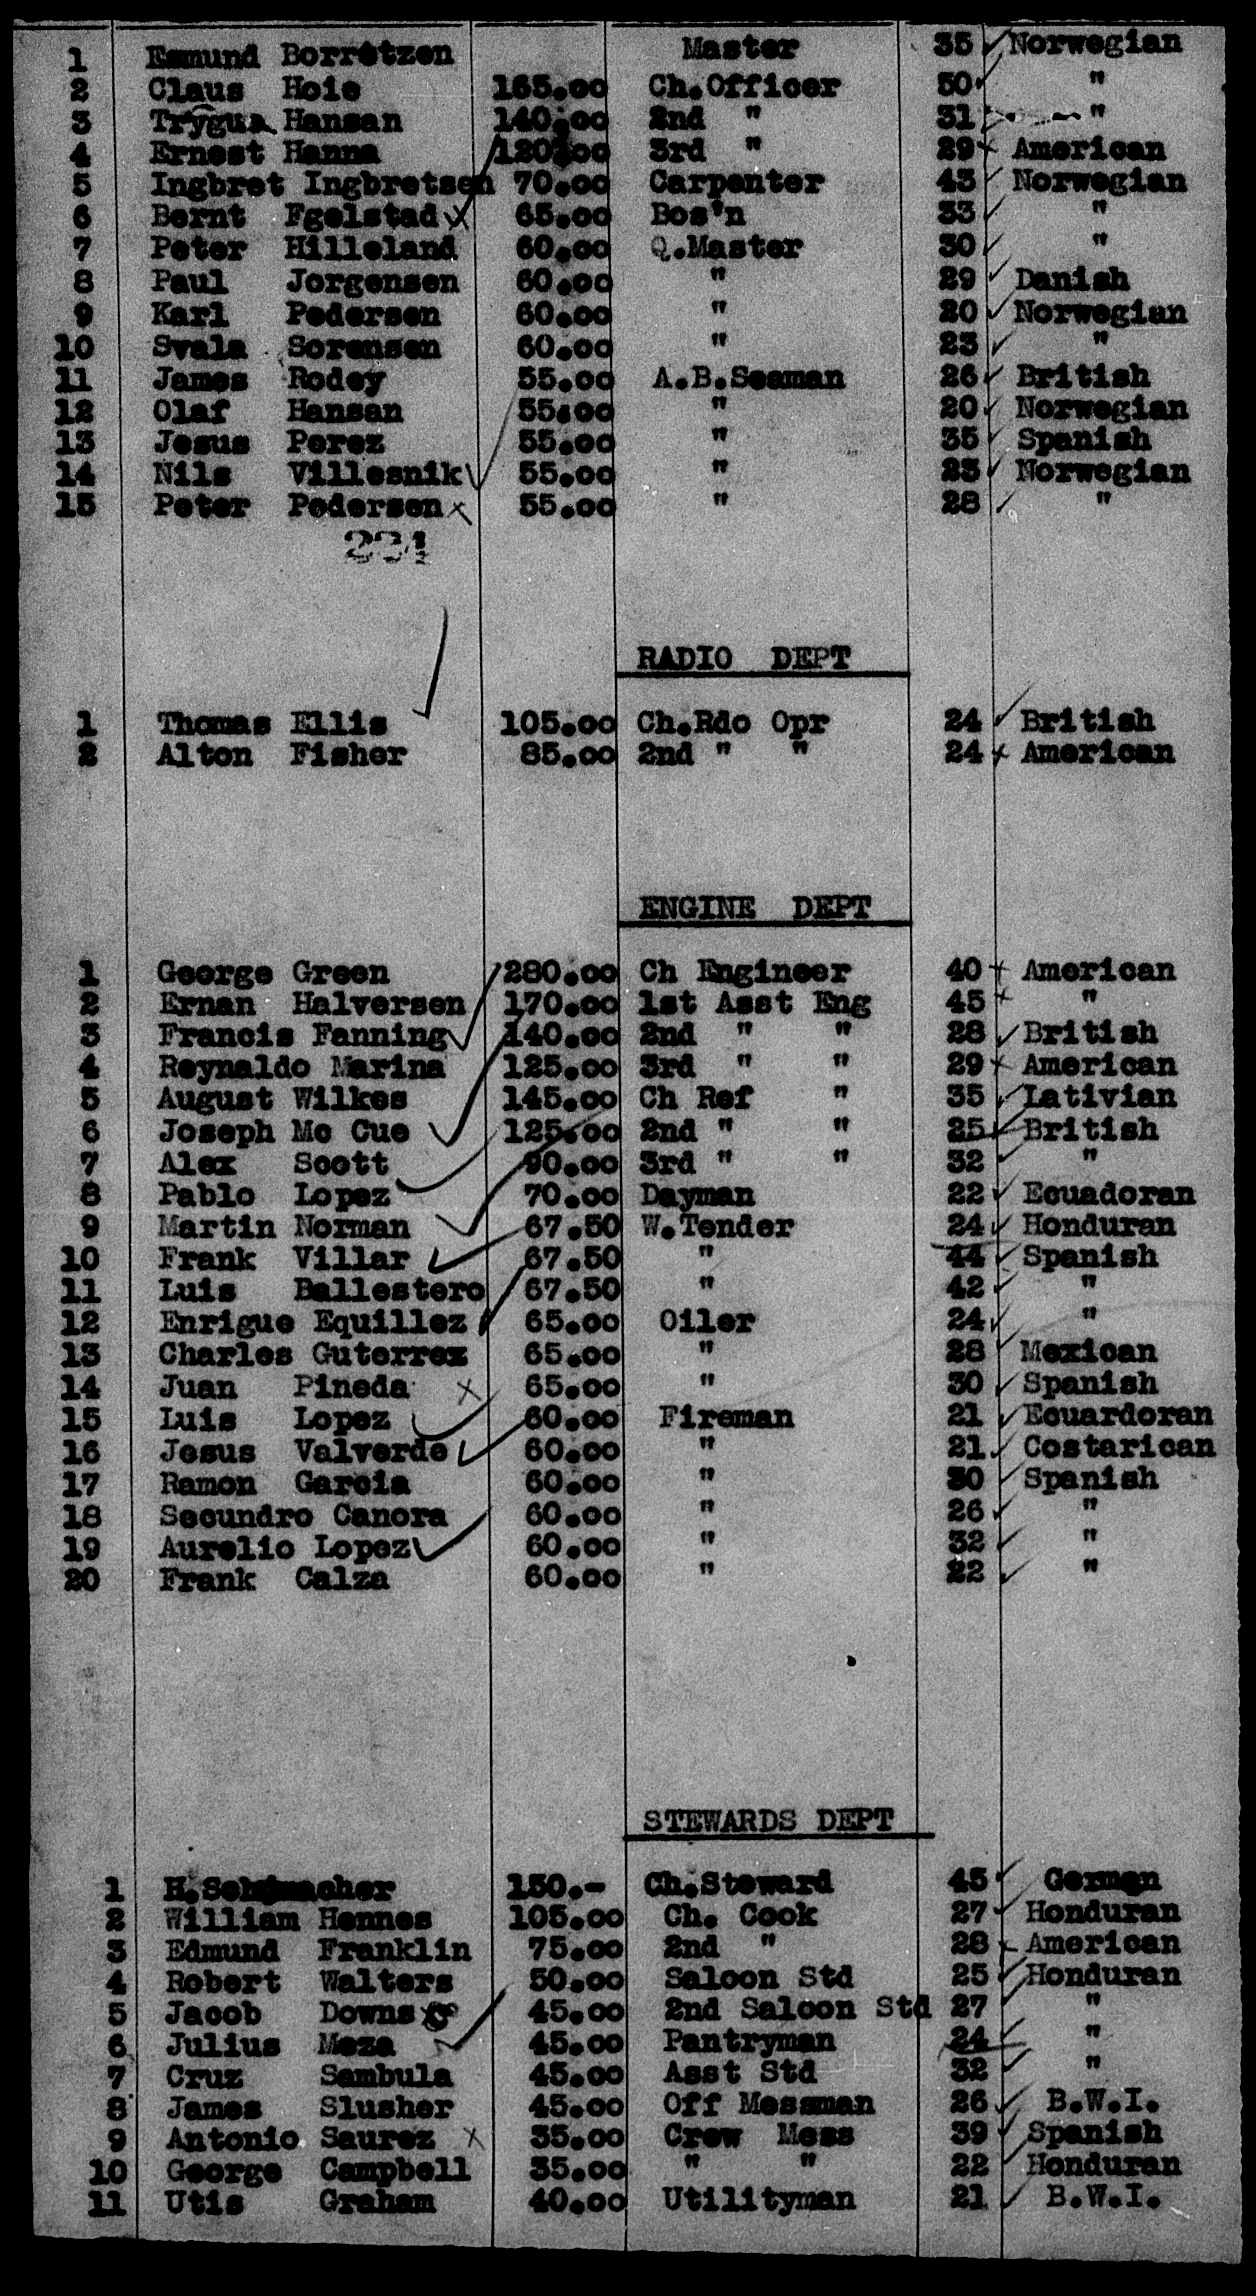 1 Esmund Borretzen Master 35 Norwegian
2 Claus Hoie 165.00 Ch.Officer 50 "
3 Trygua Hansan 140.00 2nd " 31 "
4 Ernest Hanna 120.00 3rd " 29 American
5 Ingbret Ingbretsen 70.00 Carpenter 43 Norwegian
6 Bernt Fgelstad 65.00 Bos'n 33 "
7 Peter Hilleland 60.00 Q.Master 30 "
8 Paul Jorgensen 60.00 " 29 Danish
9 Karl Pedersen 60.00 " 20 Norwegian
10 Svala Sorensen 60.00 " 23 "
11 James Rodey 55.00 A.B.Seaman 26 British
12 Olaf Hansan 55.00 " 20 Norwegian
13 Jesus Perez 55.00 " 35 Spanish
14 Nils Villesnik 55.00 " 23 Norwegian
15 Peter Pedersen 55.00 " 28 "
RADIO DEPT
1 Thomas Ellis 105.00 Ch.Rdo Opr 24 British
2 Alton Fisher 85.00 2nd " " 24 American
ENGINE DEPT
1 George Green 280.00 Ch Engineer 40 American
2 Ernan Halversen 170.00 1st Asst Eng 45 "
3 Francis Fanning 140.00 2nd " " 28 British
4 Reynaldo Marina 125.00 3rd " " 29 American
5 August Wilkes 145.00 Ch Ref " 35 Lativian
6 Joseph Mc Cue 125.00 2nd " " 25 British
7 Alex Scott 90.00 3rd " " 32 "
8 Pablo Lopez 70.00 Dayman 22 Ecuadoran
9 Martin Norman 67.50 W.Tender 24 Honduran
10 Frank Villar 67.50 " 44 Spanish
11 Luis Ballestero 67.50 " 42 "
12 Enrigue Equillez 65.00 Oiler 24 "
13 Charles Guterrez 65.00 " 28 Mexican
14 Juan Pineda 65.00 " 30 Spanish
15 Luis Lopez 60.00 Fireman 21 Ecuardoran
16 Jesus Valverde 60.00 " 21 Costarican
17 Ramon Garcia 60.00 " 30 Spanish
18 Secundro Canora 60.00 " 26 "
19 Aurelio Lopez 60.00 " 32 "
20 Frank Calza 60.00 " 22 "
STEWARDS DEPT
1 H.Schumacher 150.- Ch.Steward 45 German
2 William Hennes 105.00 Ch. Cook 27 Honduran
3 Edmund Franklin 75.00 2nd " 28 American
4 Robert Walters 50.00 Saloon Std 25 Honduran
5 Jacob Downs 45.00 2nd Saloon Std 27 "
6 Julius Meza 45.00 Pantryman 24 "
7 Cruz Sambula 45.00 Asst Std 32 "
8 James Slusher 45.00 Off Messman 26 B.W.I.
9 Antonio Saurez 35.00 Crew Mess 39 Spanish
10 George Campbell 35.00 " " 22 Honduran
11 Utis Graham 40.00 Utilityman 21 B.W.I.